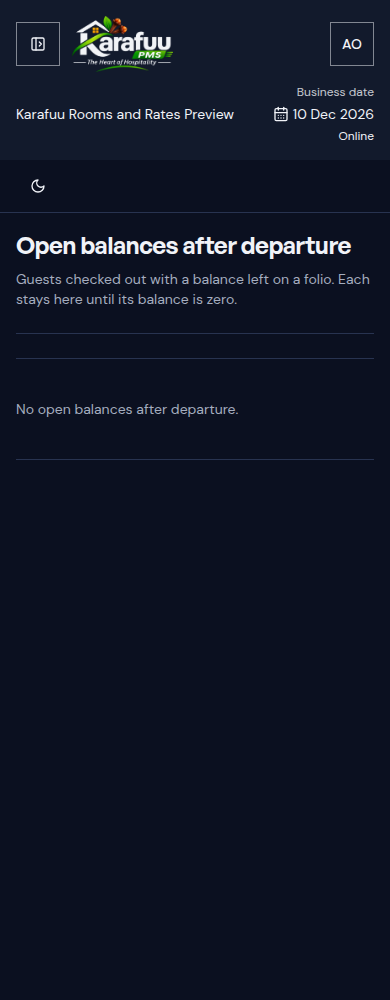 Karafuu
PMS
The Heart of Hospitality
AO
Business date
Karafuu Rooms and Rates Preview
10 Dec 2026
Online
Open balances after departure
Guests checked out with a balance left on a folio. Each
stays here until its balance is zero.
No open balances after departure.